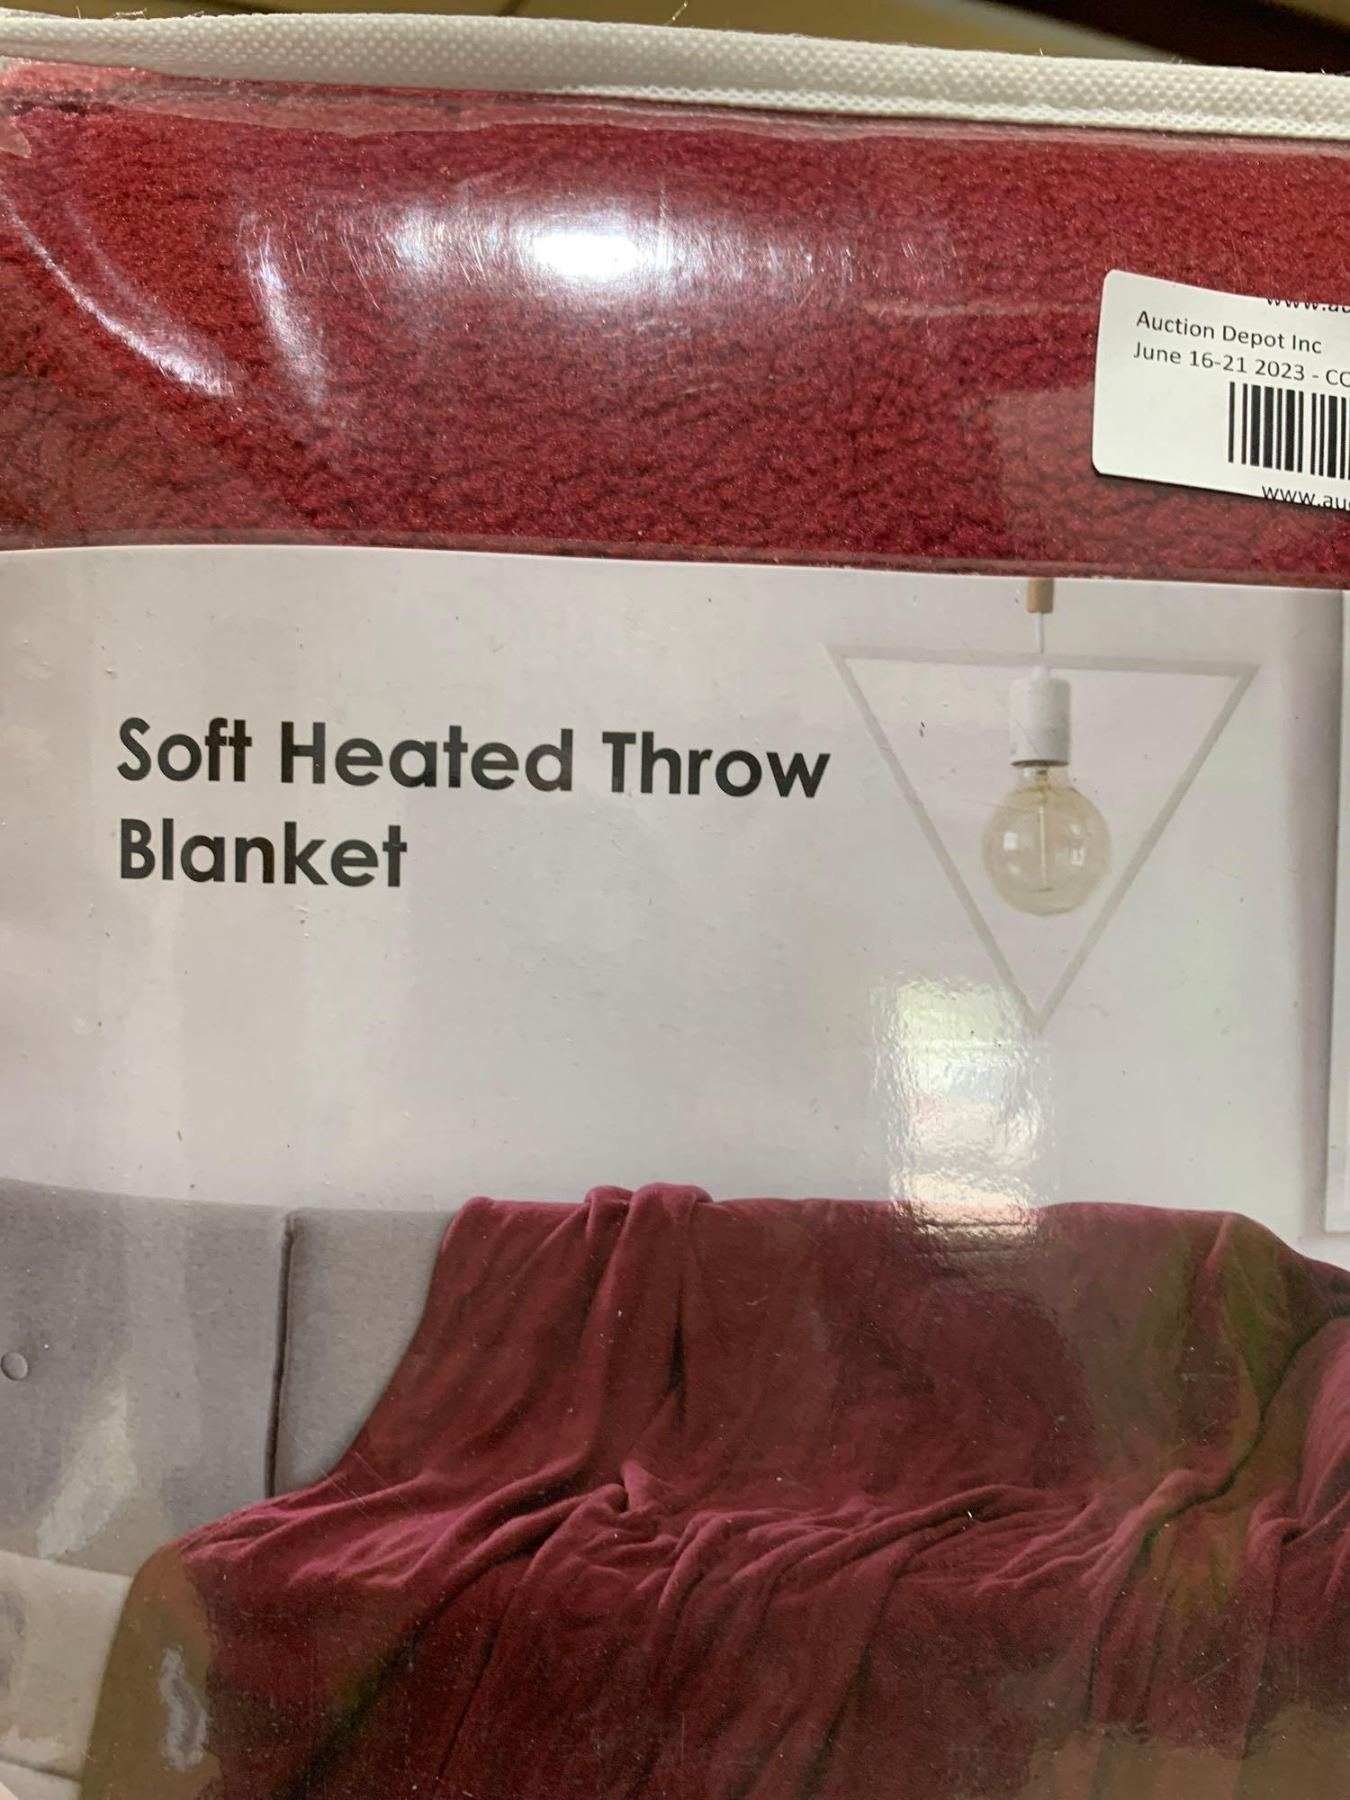 Auction Depot Inc
June 16-21 2023 -
Soft Heated Throw
Blanket